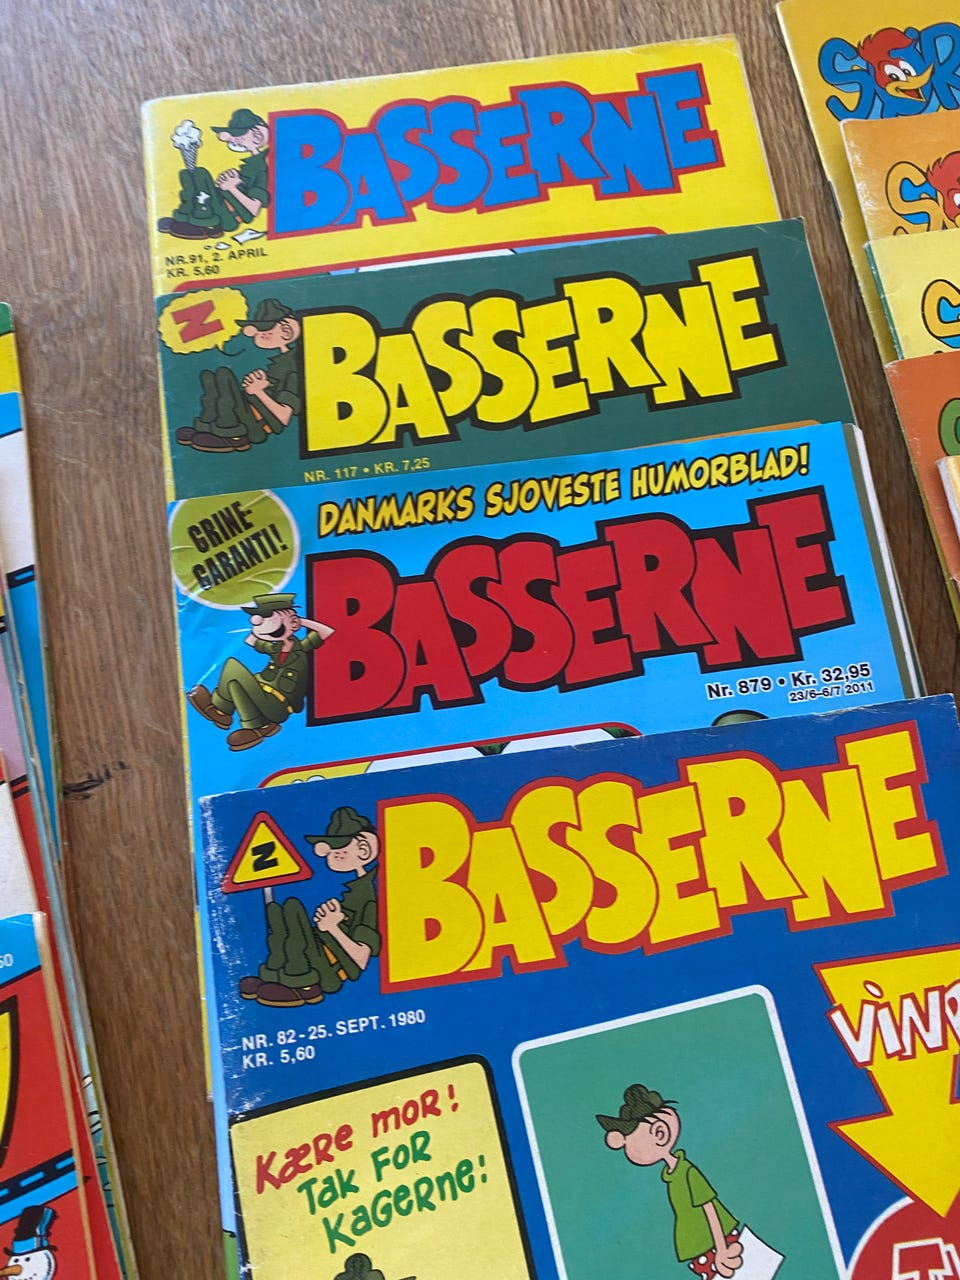 BASSERNE
NR.91, 2. APRIL
KR. 5,60
Z
BASSERNE
NR. 117 • KR. 7,25
GRINE-
GARANTI!
DANMARKS SJOVESTE HUMORBLAD!
BASSERNE
Nr. 879 • Kr. 32,95
23/6-6/7 2011
Z
BASSERNE
NR. 82-25. SEPT. 1980
KR. 5,60
Kære mor!
Tak for
kagerne!